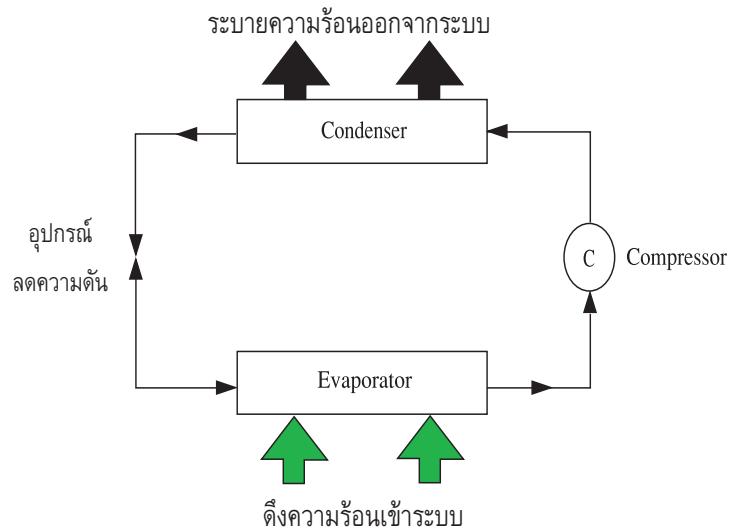 ระบายความร้อนออกจากระบบ
Condenser
อุปกรณ์
ลดความดัน
C
Compressor
Evaporator
ดึงความร้อนเข้าระบบ